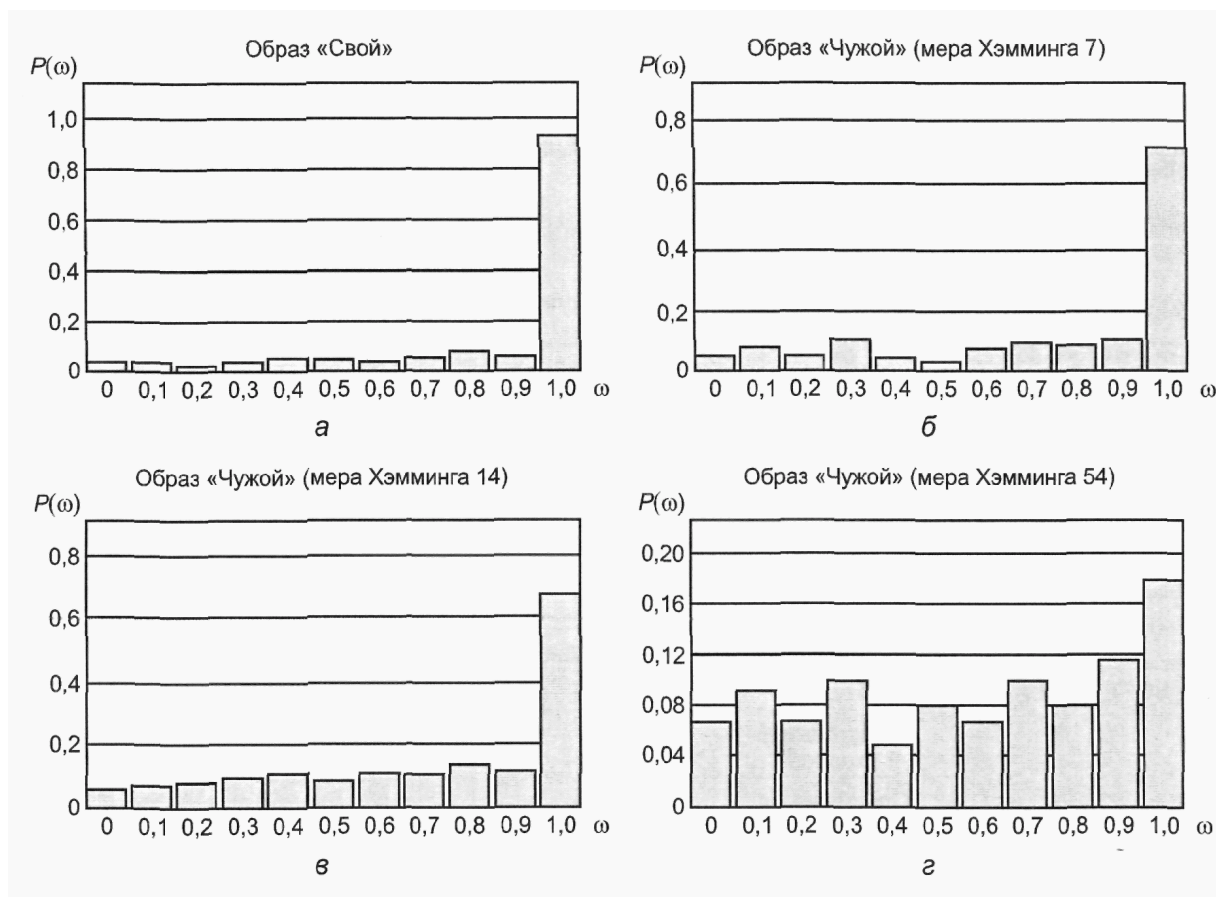 Образ «Свой»
P(ω)
1,0
0,8
0,6
0,4
0,2
0
0 0,1 0,2 0,3 0,4 0,5 0,6 0,7 0,8 0,9 1,0 ω
а
Образ «Чужой» (мера Хэмминга 7)
P(ω)
0,8
0,6
0,4
0,2
0
0 0,1 0,2 0,3 0,4 0,5 0,6 0,7 0,8 0,9 1,0 ω
б
Образ «Чужой» (мера Хэмминга 14)
P(ω)
0,8
0,6
0,4
0,2
0
0 0,1 0,2 0,3 0,4 0,5 0,6 0,7 0,8 0,9 1,0 ω
в
Образ «Чужой» (мера Хэмминга 54)
P(ω)
0,20
0,16
0,12
0,08
0,04
0
0 0,1 0,2 0,3 0,4 0,5 0,6 0,7 0,8 0,9 1,0 ω
г